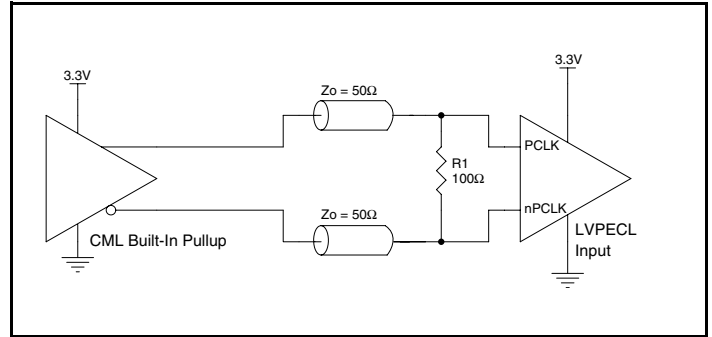 3.3V
3.3V
Zo = 50Ω
PCLK
R1
100Ω
nPCLK
Zo = 50Ω
LVPECL
Input
CML Built-In Pullup